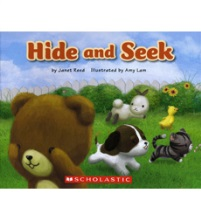 Hide and Seek
by Janet Reed Illustrated by Amy Lam
SCHOLASTIC